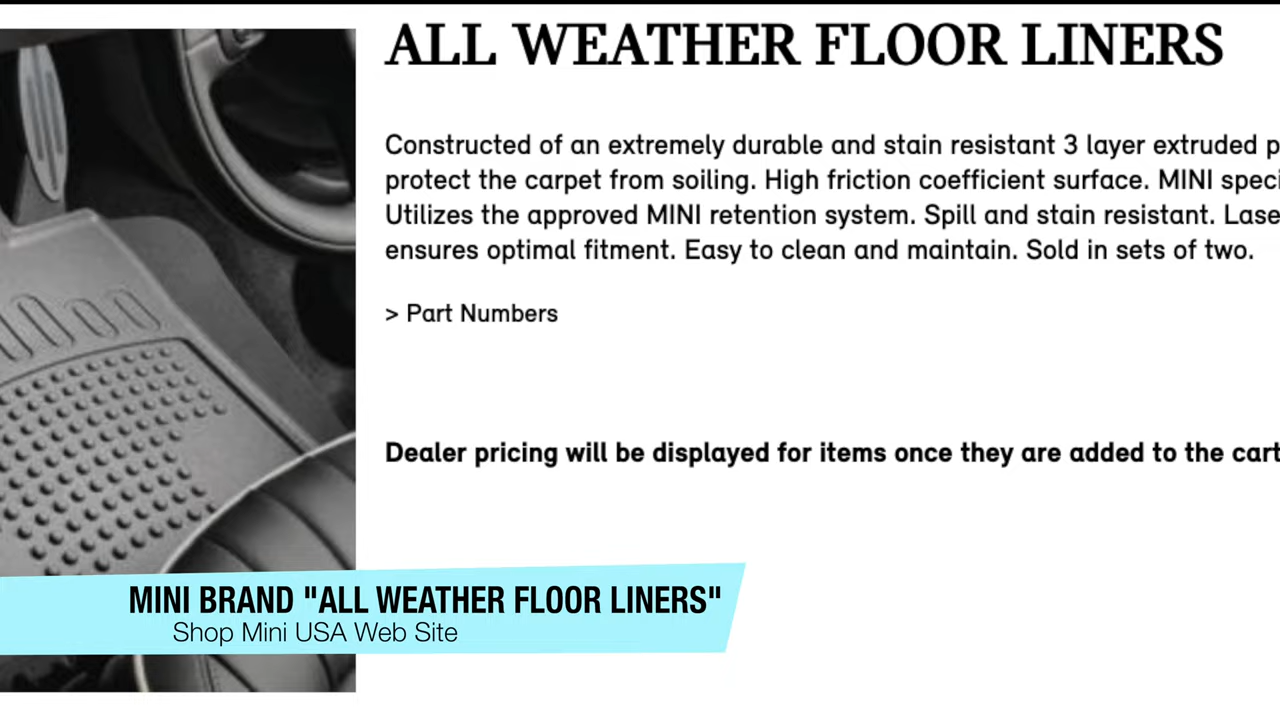 ALL WEATHER FLOOR LINERS
Constructed of an extremely durable and stain resistant 3 layer extruded
protect the carpet from soiling. High friction coefficient surface. MINI
Utilizes the approved MINI retention system. Spill and stain resistant.
ensures optimal fitment. Easy to clean and maintain. Sold in sets of two.
> Part Numbers
Dealer pricing will be displayed for items once they are added to the cart
MINI BRAND "ALL WEATHER FLOOR LINERS"
Shop Mini USA Web Site